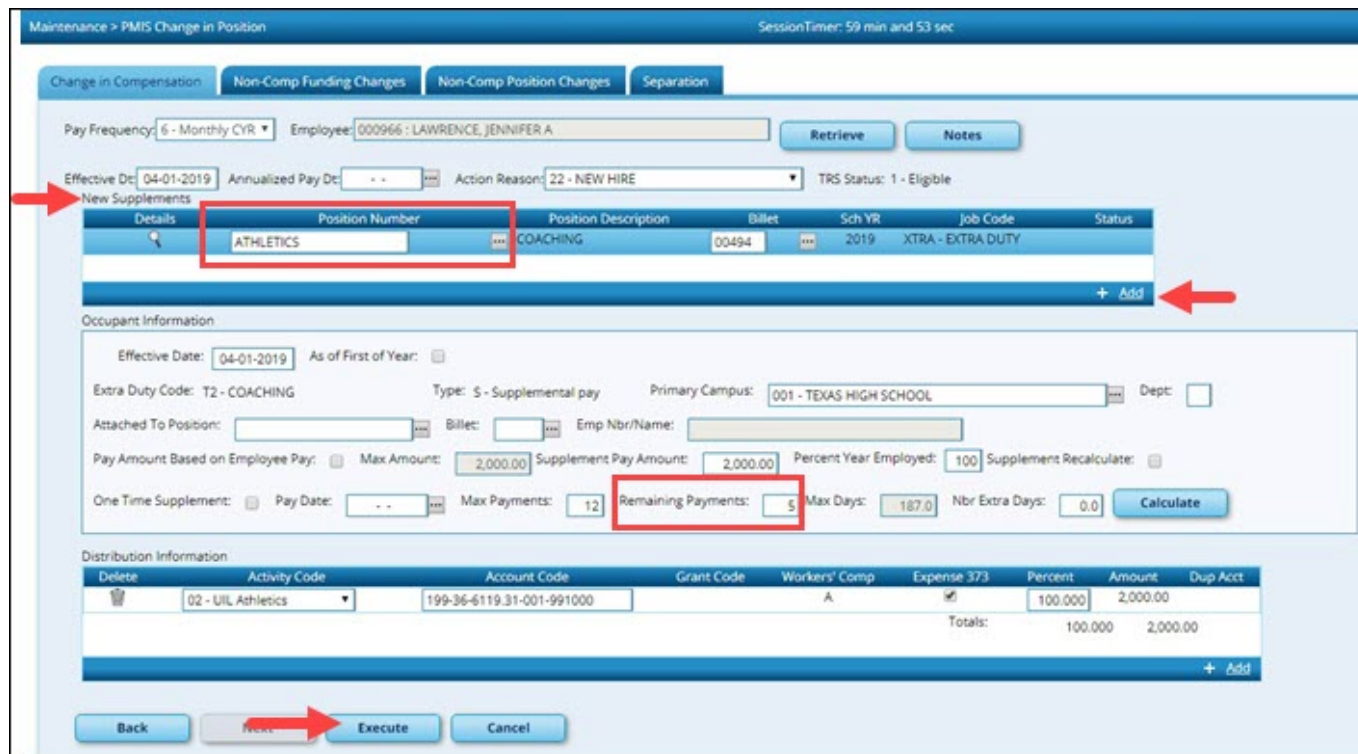 Maintenance > PMIS Change in Position SessionTimer: 59 min and 53 sec
Change in Compensation Non-Comp Funding Changes Non-Comp Position Changes Separation
Pay Frequency: 6 - Monthly CYR Employee: 000966 : LAWRENCE, JENNIFER A Retrieve Notes
Effective Dt: 04-01-2019 Annualized Pay Dt: - - Action Reason: 22 - NEW HIRE TRS Status: 1 - Eligible
New Supplements
Details Position Number Position Description Billet Sch YR Job Code Status
ATHLETICS COACHING 00494 2019 XTRA - EXTRA DUTY
+ Add
Occupant Information
Effective Date: 04-01-2019 As of First of Year:
Extra Duty Code: T2 - COACHING Type: S - Supplemental pay Primary Campus: 001 - TEXAS HIGH SCHOOL Dept:
Attached To Position: Billet: Emp Nbr/Name:
Pay Amount Based on Employee Pay: Max Amount: 2,000.00 Supplement Pay Amount: 2,000.00 Percent Year Employed: 100 Supplement Recalculate:
One Time Supplement: Pay Date: - - Max Payments: 12 Remaining Payments: 5 Max Days: 187.0 Nbr Extra Days: 0.0 Calculate
Distribution Information
Delete Activity Code Account Code Grant Code Workers' Comp Expense 373 Percent Amount Dup Acct
02 - UIL Athletics 199-36-6119.31-001-991000 A 100.000 2,000.00
Totals: 100.000 2,000.00
+ Add
Back Next Execute Cancel